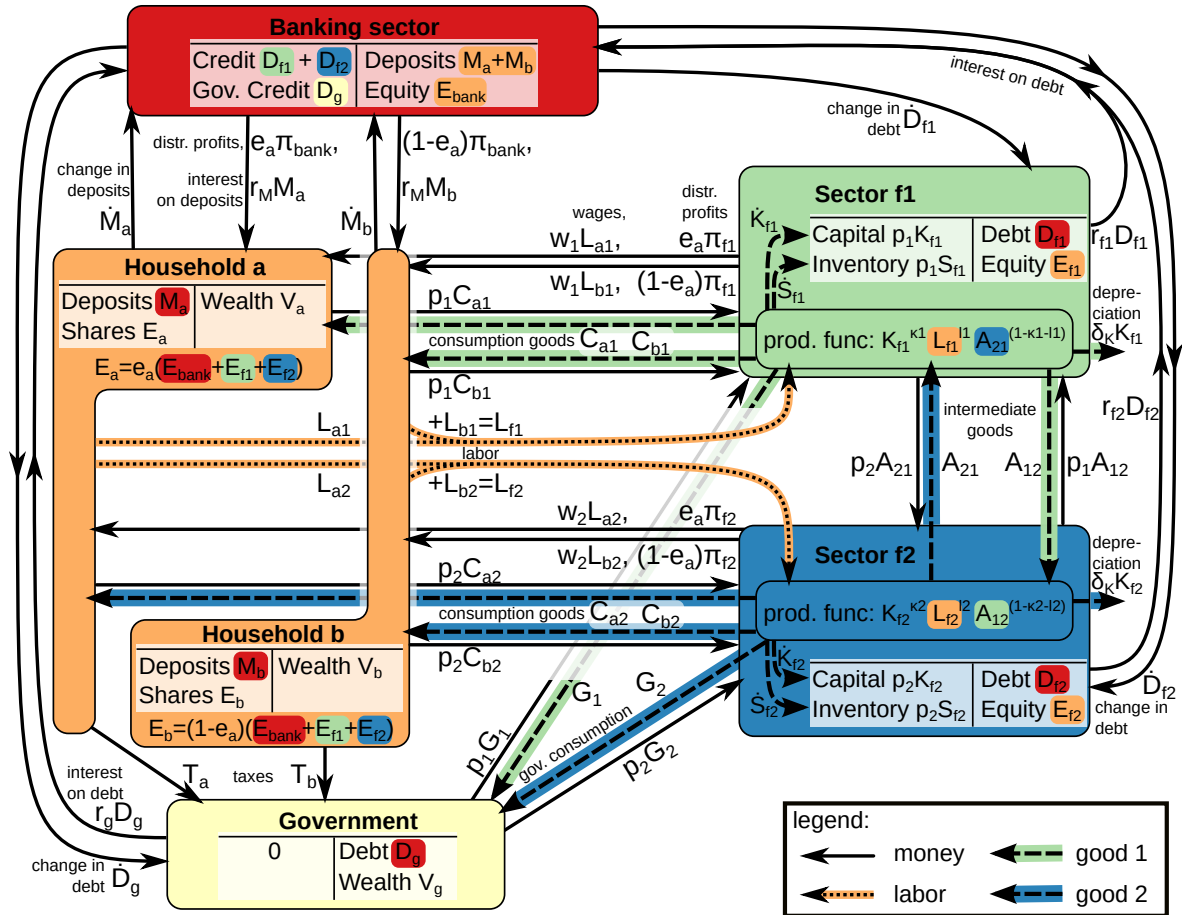 Banking sector
Credit D_f1 + D_f2 Deposits M_a+M_b
Gov. Credit D_g Equity E_bank
interest on debt
change in
debt Ḋ_f1
distr. profits, e_aπ_bank, (1-e_a)π_bank,
change in
deposits
Ṁ_a
interest
on deposits
r_MM_a
Ṁ_b
r_MM_b
Household a
Deposits M_a Wealth V_a
Shares E_a
E_a=e_a(E_bank+E_f1+E_f2)
wages,
distr.
profits
w_1L_a1, e_aπ_f1
w_1L_b1, (1-e_a)π_f1
p_1C_a1
consumption goods C_a1 C_b1
p_1C_b1
Sector f1
K̇_f1
Capital p_1K_f1 Debt D_f1
Inventory p_1S_f1 Equity E_f1
Ṡ_f1
prod. func: K_f1^κ1 L_f1^l1 A_21^(1-κ1-l1)
r_f1D_f1
depre-
ciation
δ_KK_f1
L_a1 +L_b1=L_f1
labor
L_a2 +L_b2=L_f2
intermediate
goods
p_2A_21 A_21 A_12 p_1A_12
r_f2D_f2
w_2L_a2, e_aπ_f2
w_2L_b2, (1-e_a)π_f2
p_2C_a2
consumption goods C_a2 C_b2
p_2C_b2
Sector f2
prod. func: K_f2^κ2 L_f2^l2 A_12^(1-κ2-l2)
K̇_f2
Capital p_2K_f2 Debt D_f2
Inventory p_2S_f2 Equity E_f2
Ṡ_f2
depre-
ciation
δ_KK_f2
Ḋ_f2
change in
debt
Household b
Deposits M_b Wealth V_b
Shares E_b
E_b=(1-e_a)(E_bank+E_f1+E_f2)
G_1
G_2
gov. consumption
p_1G_1
p_2G_2
T_a taxes T_b
interest
on debt
r_gD_g
change in
debt Ḋ_g
Government
0 Debt D_g
Wealth V_g
legend:
money good 1
labor good 2